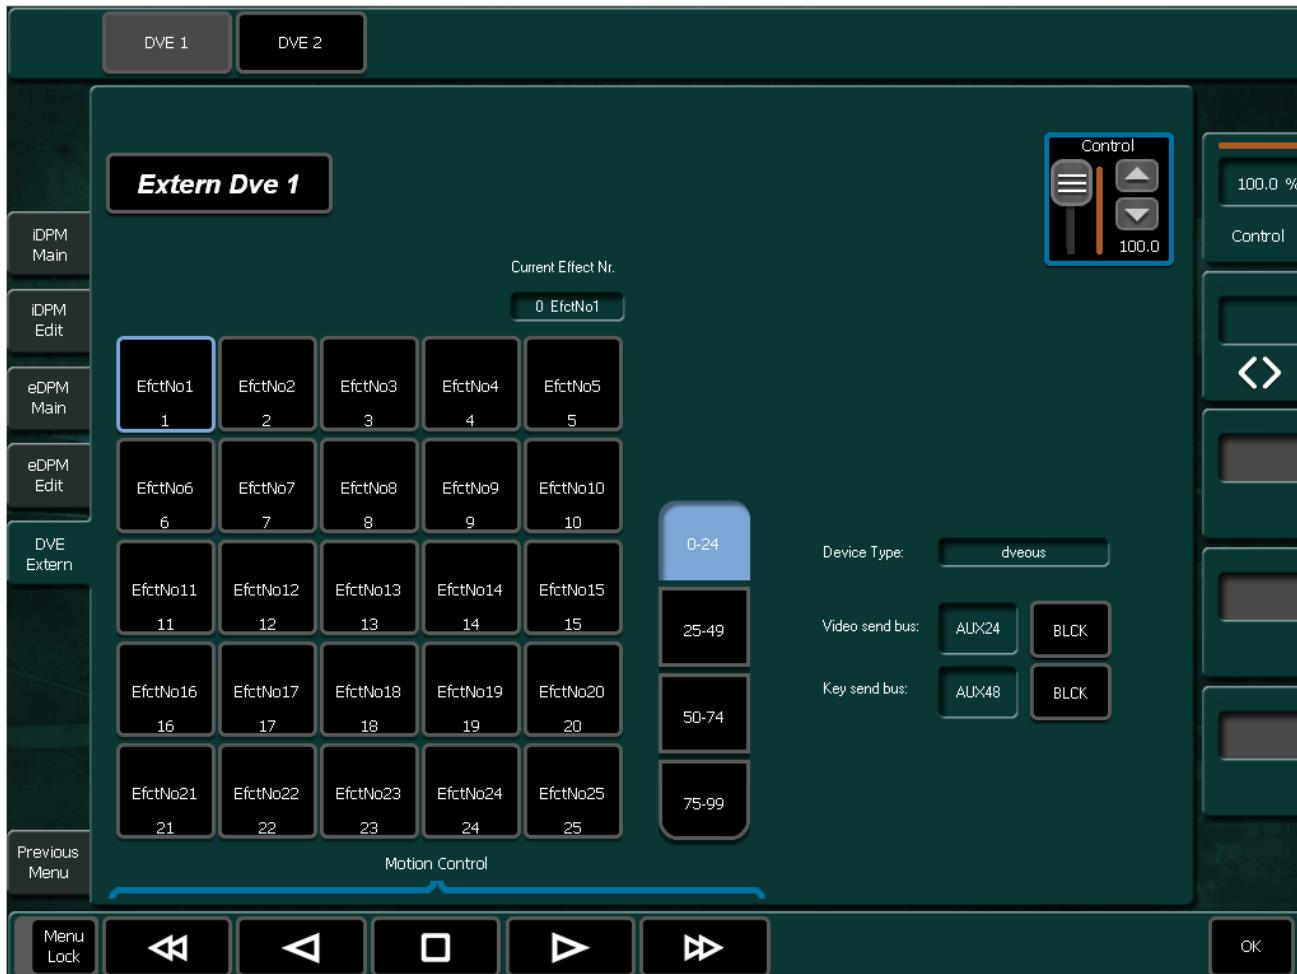 DVE 1
DVE 2
Extern Dve 1
Control
100.0
100.0 %
Control
iDPM
Main
iDPM
Edit
eDPM
Main
eDPM
Edit
DVE
Extern
Previous
Menu
Current Effect Nr.
0 EfctNo1
EfctNo1
1
EfctNo2
2
EfctNo3
3
EfctNo4
4
EfctNo5
5
EfctNo6
6
EfctNo7
7
EfctNo8
8
EfctNo9
9
EfctNo10
10
EfctNo11
11
EfctNo12
12
EfctNo13
13
EfctNo14
14
EfctNo15
15
EfctNo16
16
EfctNo17
17
EfctNo18
18
EfctNo19
19
EfctNo20
20
EfctNo21
21
EfctNo22
22
EfctNo23
23
EfctNo24
24
EfctNo25
25
0-24
25-49
50-74
75-99
Device Type: dveous
Video send bus: AUX24 BLCK
Key send bus: AUX48 BLCK
Motion Control
Menu
Lock
OK